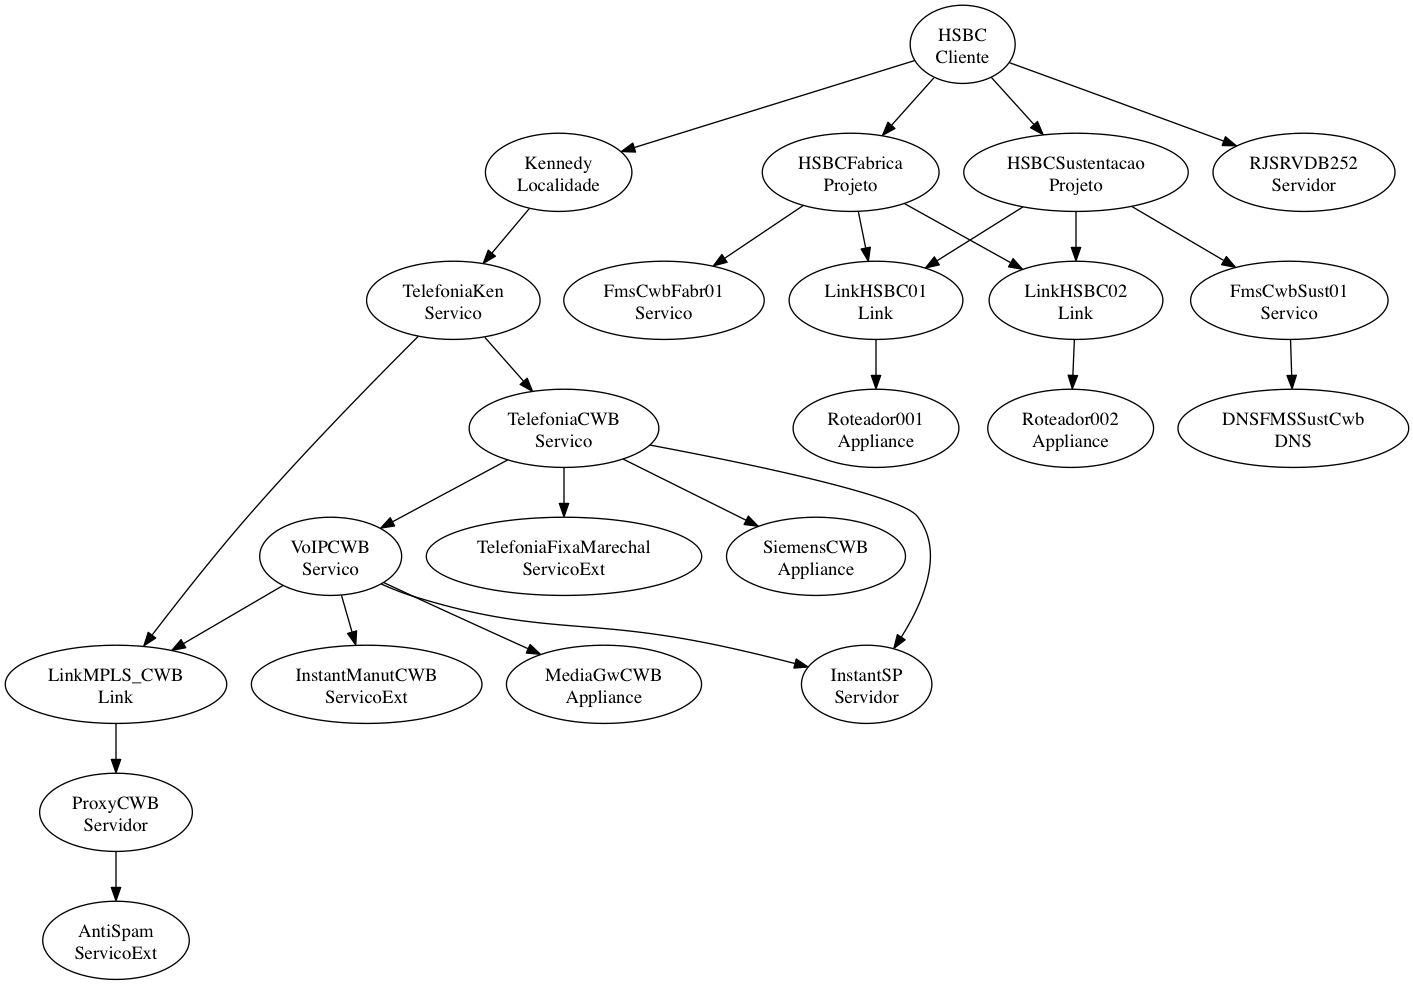 HSBC
Cliente
Kennedy
Localidade
HSBCFabrica
Projeto
HSBCSustentacao
Projeto
RJSRVDB252
Servidor
TelefoniaKen
Servico
FmsCwbFabr01
Servico
LinkHSBC01
Link
LinkHSBC02
Link
FmsCwbSust01
Servico
TelefoniaCWB
Servico
Roteador001
Appliance
Roteador002
Appliance
DNSFMSSustCwb
DNS
VoIPCWB
Servico
TelefoniaFixaMarechal
ServicoExt
SiemensCWB
Appliance
LinkMPLS_CWB
Link
InstantManutCWB
ServicoExt
MediaGwCWB
Appliance
InstantSP
Servidor
ProxyCWB
Servidor
AntiSpam
ServicoExt